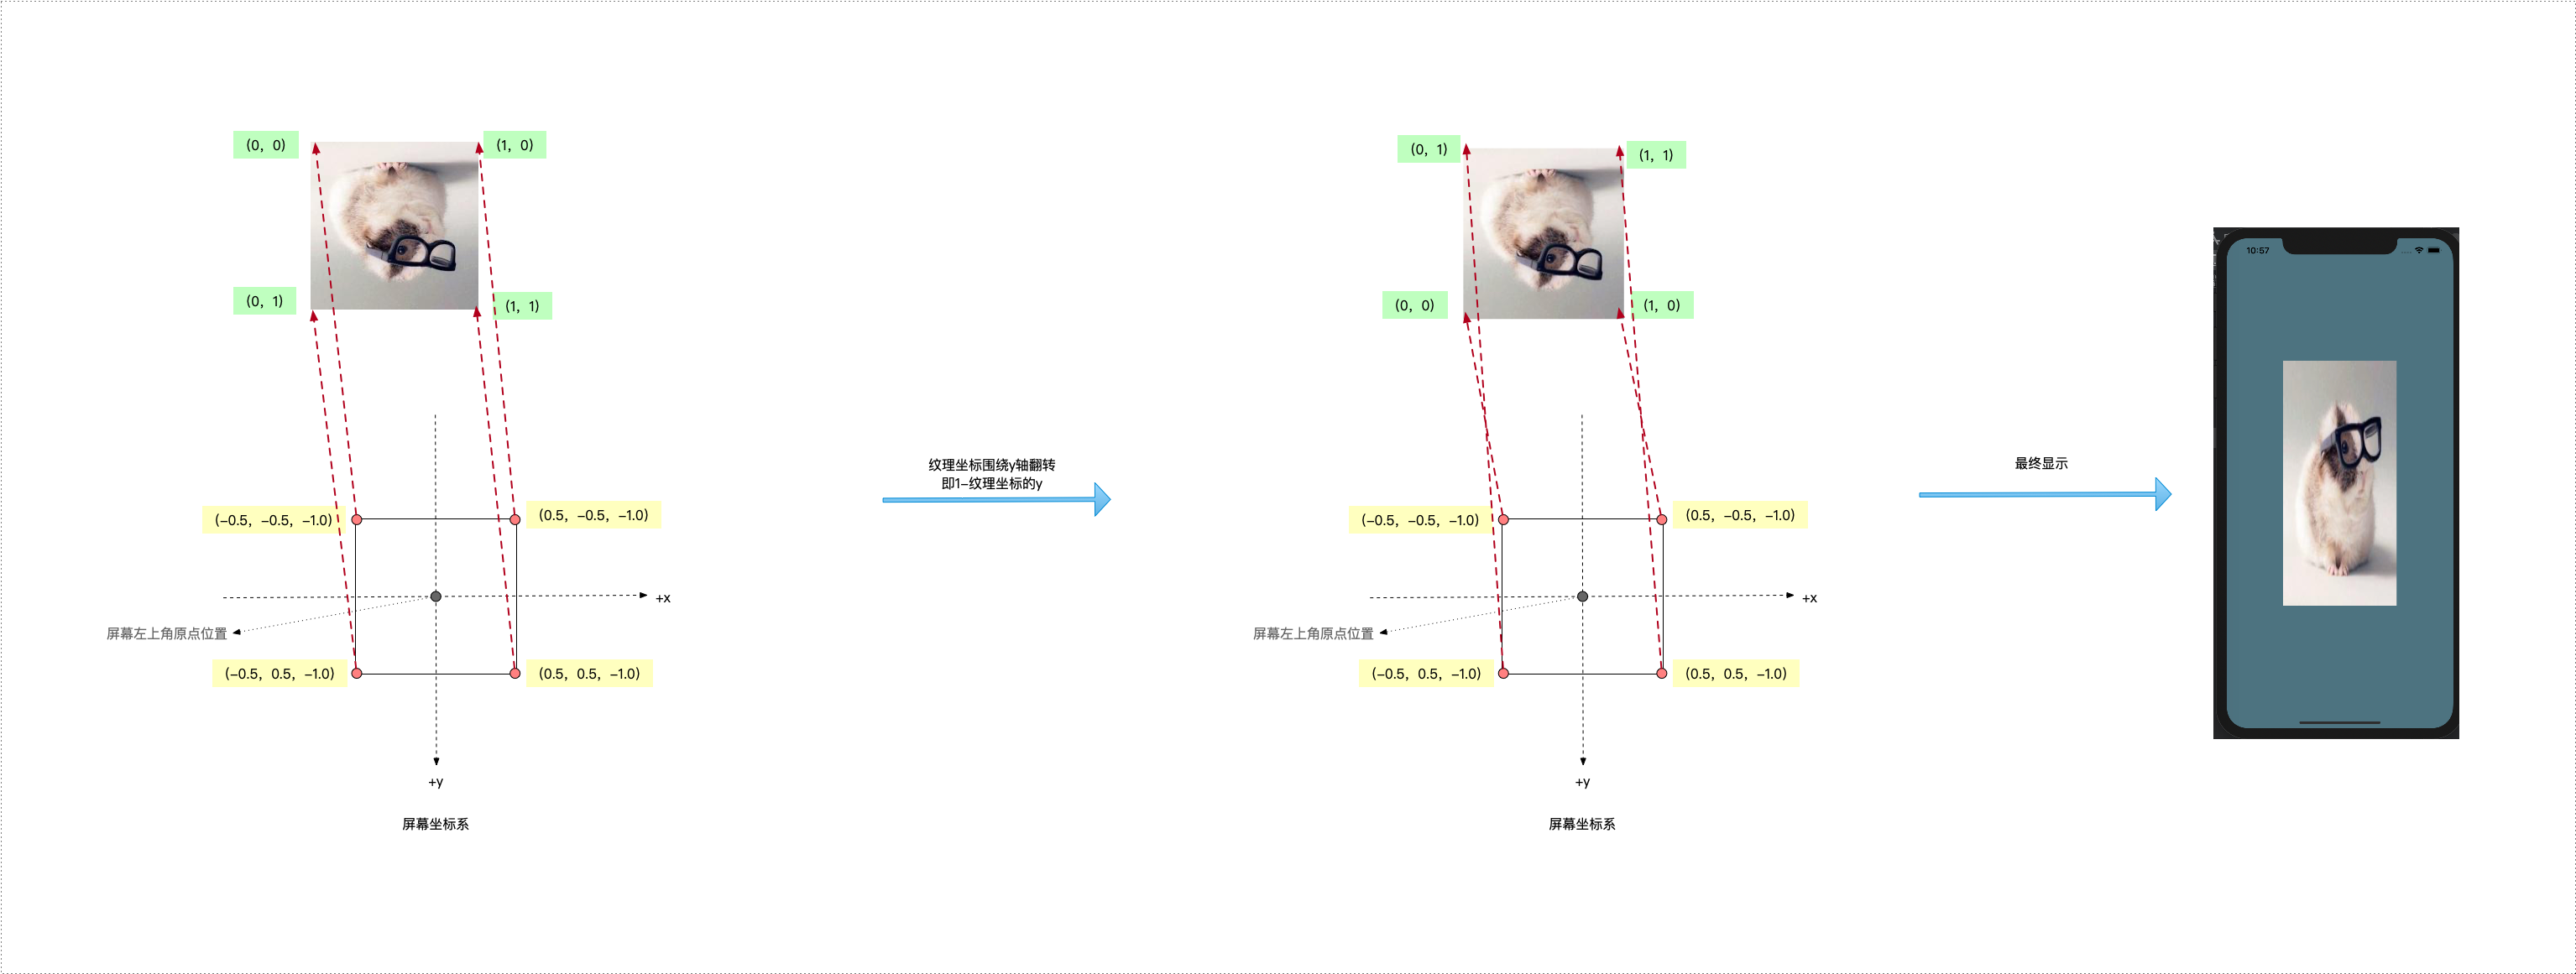 (0, 0)
(1, 0)
(0, 1)
(1, 1)
(-0.5, -0.5, -1.0)
(0.5, -0.5, -1.0)
+x
屏幕左上角原点位置
(-0.5, 0.5, -1.0)
(0.5, 0.5, -1.0)
+y
屏幕坐标系
纹理坐标围绕y轴翻转
即1-纹理坐标的y
(0, 1)
(1, 1)
(0, 0)
(1, 0)
(-0.5, -0.5, -1.0)
(0.5, -0.5, -1.0)
+x
屏幕左上角原点位置
(-0.5, 0.5, -1.0)
(0.5, 0.5, -1.0)
+y
屏幕坐标系
最终显示
10:57